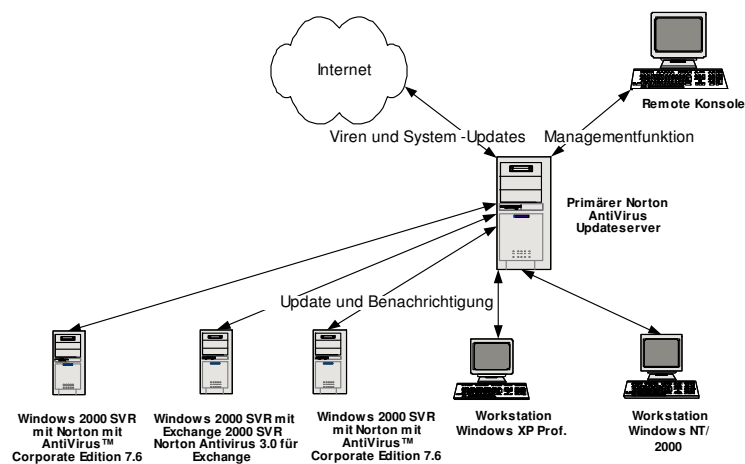 Internet
Remote Konsole
Viren und System -Updates
Managementfunktion
Primärer Norton
AntiVirus
Updateserver
Update und Benachrichtigung
Windows 2000 SVR
mit Norton mit
AntiVirus™
Corporate Edition 7.6
Windows 2000 SVR mit
Exchange 2000 SVR
Norton Antivirus 3.0 für
Exchange
Windows 2000 SVR
mit Norton mit
AntiVirus™
Corporate Edition 7.6
Workstation
Windows XP Prof.
Workstation
Windows NT/
2000